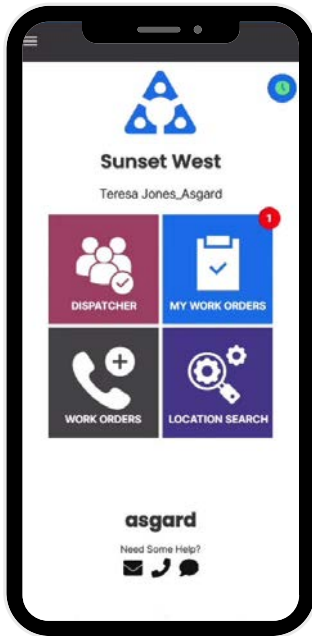 Sunset West
Teresa Jones_Asgard
1
DISPATCHER
MY WORK ORDERS
WORK ORDERS
LOCATION SEARCH
asgard
Need Some Help?